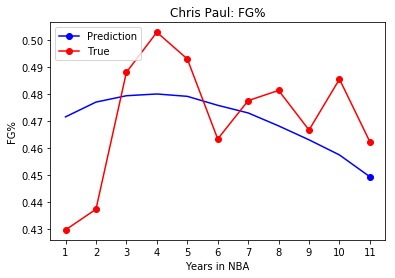 Chris Paul: FG%
Prediction
True
0.50
0.49
0.48
0.47
0.46
0.45
0.44
0.43
FG%
1 2 3 4 5 6 7 8 9 10 11
Years in NBA